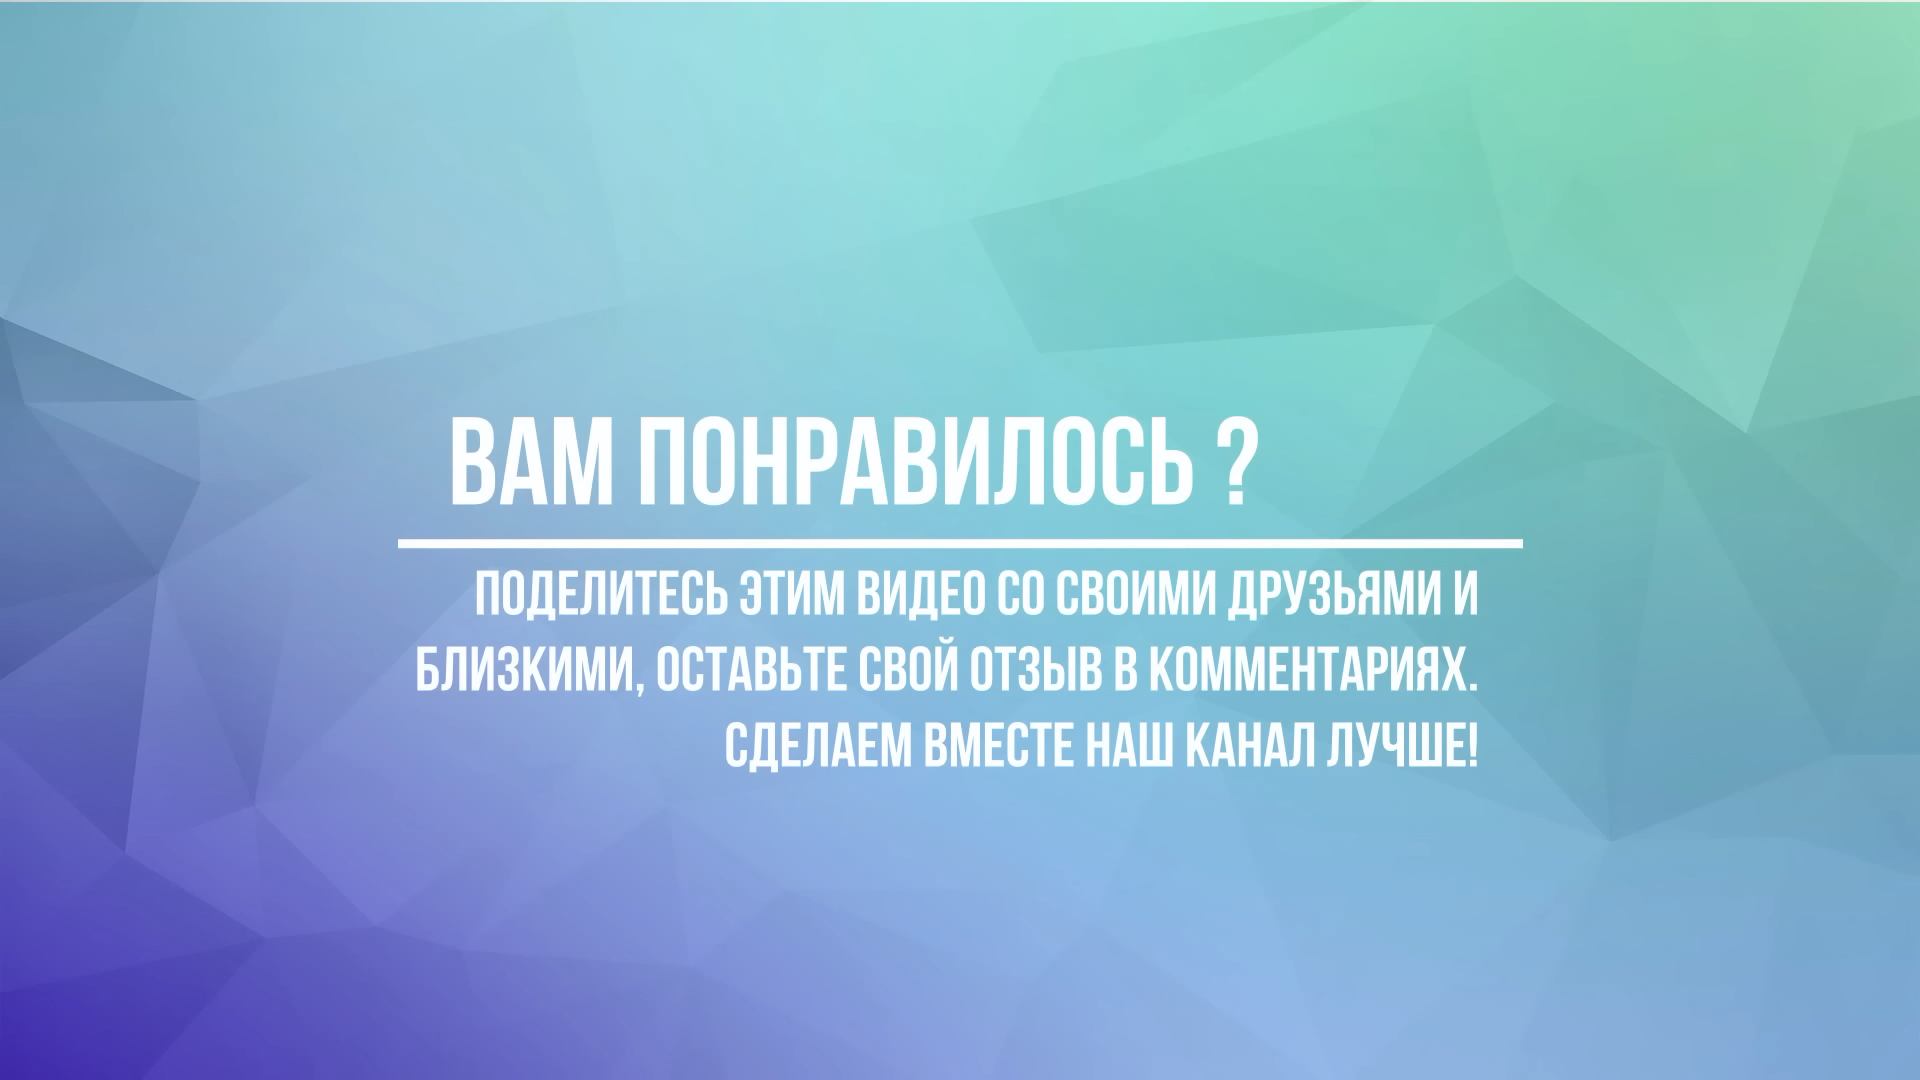 ВАМ ПОНРАВИЛОСЬ ?
ПОДЕЛИТЕСЬ ЭТИМ ВИДЕО СО СВОИМИ ДРУЗЬЯМИ И
БЛИЗКИМИ, ОСТАВЬТЕ СВОЙ ОТЗЫВ В КОММЕНТАРИЯХ.
СДЕЛАЕМ ВМЕСТЕ НАШ КАНАЛ ЛУЧШЕ!